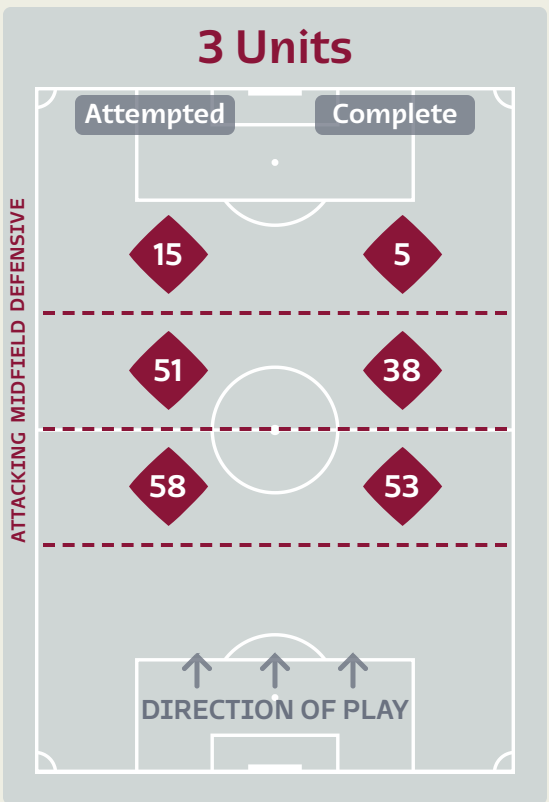 3 Units
Attempted Complete
ATTACKING MIDFIELD DEFENSIVE
15 5
51 38
58 53
DIRECTION OF PLAY